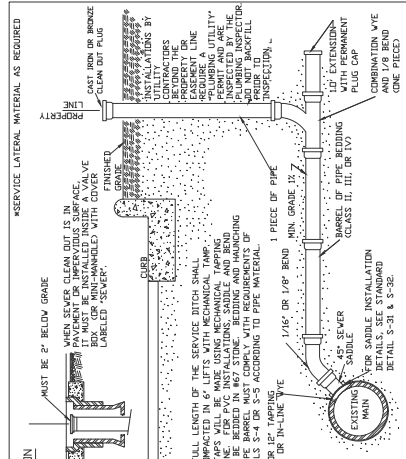 *SERVICE LATERAL MATERIAL AS REQUIRED
CAST IRON OR BRONZE
CLEAN OUT PLUG
PROPERTY
LINE
INSTALLATIONS BY
UTILITY
CONTRACTORS
BEYOND THE
PROPERTY OR
EASEMENT LINE
REQUIRE A
"PLUMBING UTILITY"
PERMIT AND ARE
INSPECTED BY THE
PLUMBING INSPECTOR.
DO NOT BACKFILL
PRIOR TO
INSPECTION
10' EXTENSION
WITH PERMANENT
PLUG CAP
COMBINATION WYE
AND 1/8 BEND
(ONE PIECE)
FINISHED
GRADE
MUST BE 2" BELOW GRADE
WHEN SEWER CLEAN OUT IS IN
PAVEMENT OR IMPERVIOUS SURFACE,
IT MUST BE INSTALLED INSIDE A VALVE
BOX (OR MINI-MANHOLE) WITH COVER
LABELED "SEWER".
CURB
1 PIECE OF PIPE
MIN. GRADE 1%
BARREL OF PIPE BEDDING
(CLASS II, III, OR IV)
1/16" OR 1/8" BEND
45° SEWER
SADDLE
FOR SADDLE INSTALLATION
DETAILS, SEE STANDARD
DETAIL S-31 & S-32.
EXISTING
MAIN
FULL LENGTH OF THE SERVICE DITCH SHALL
COMPACTED IN 6" LIFTS WITH MECHANICAL TAMP.
TAPS WILL BE MADE USING MECHANICAL TAPPING
NE. FOR PVC INSTALLATIONS, SADDLE AND BEND
BE BEDDED IN #67 STONE. BEDDING AND HAUNCHING
PE BARREL MUST COMPLY WITH REQUIREMENTS OF
LS S-4 OR S-5 ACCORDING TO PIPE MATERIAL.
OR 12" TAPPING
OR IN-LINE WYE
ON